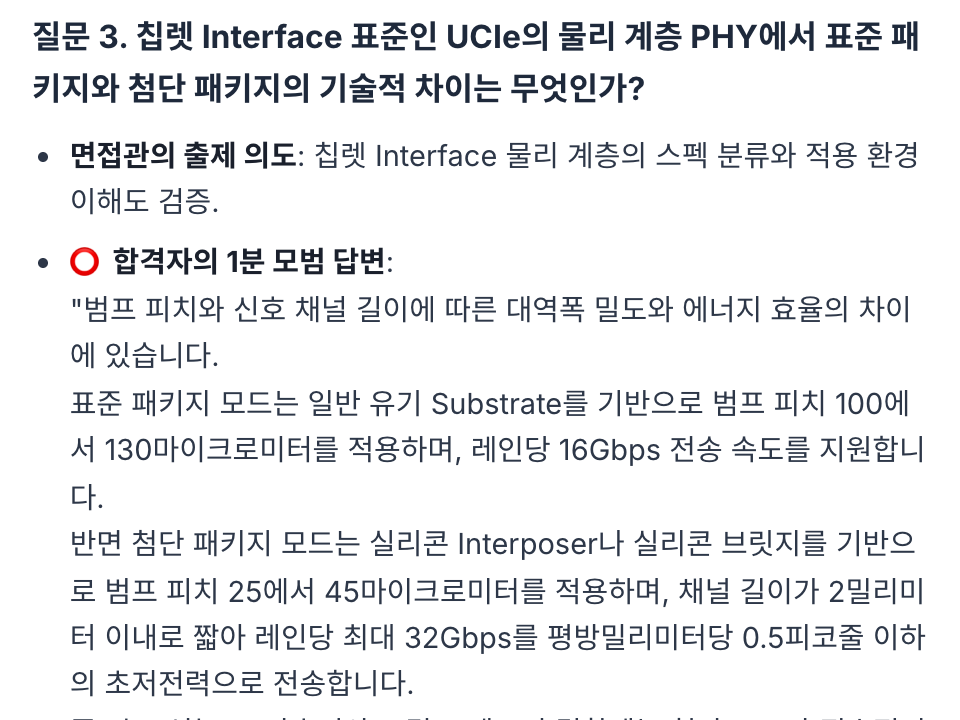 질문 3. 칩렛 Interface 표준인 UCIe의 물리 계층 PHY에서 표준 패
키지와 첨단 패키지의 기술적 차이는 무엇인가?
• 면접관의 출제 의도: 칩렛 Interface 물리 계층의 스펙 분류와 적용 환경
이해도 검증.
• ⭕ 합격자의 1분 모범 답변:
"범프 피치와 신호 채널 길이에 따른 대역폭 밀도와 에너지 효율의 차이
에 있습니다.
표준 패키지 모드는 일반 유기 Substrate를 기반으로 범프 피치 100에
서 130마이크로미터를 적용하며, 레인당 16Gbps 전송 속도를 지원합니
다.
반면 첨단 패키지 모드는 실리콘 Interposer나 실리콘 브릿지를 기반으
로 범프 피치 25에서 45마이크로미터를 적용하며, 채널 길이가 2밀리미
터 이내로 짧아 레인당 최대 32Gbps를 평방밀리미터당 0.5피코줄 이하
의 초저전력으로 전송합니다.